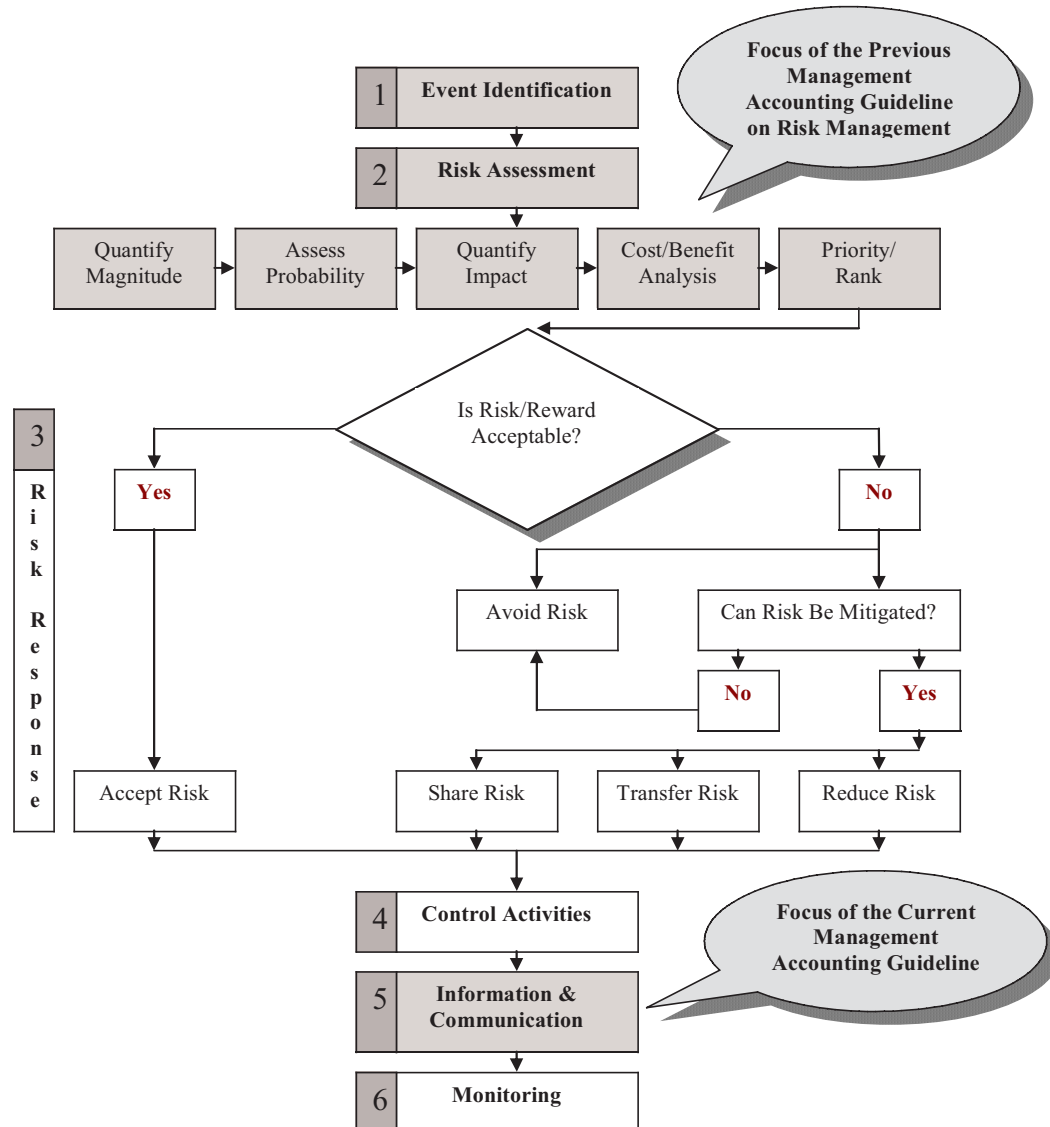 Focus of the Previous
Management
Accounting Guideline
on Risk Management
1
Event Identification
2
Risk Assessment
Quantify
Magnitude
Assess
Probability
Quantify
Impact
Cost/Benefit
Analysis
Priority/
Rank
Is Risk/Reward
Acceptable?
3
Risk Response
Yes
No
Avoid Risk
Can Risk Be Mitigated?
No
Yes
Accept Risk
Share Risk
Transfer Risk
Reduce Risk
4
Control Activities
Focus of the Current
Management
Accounting Guideline
5
Information &
Communication
6
Monitoring